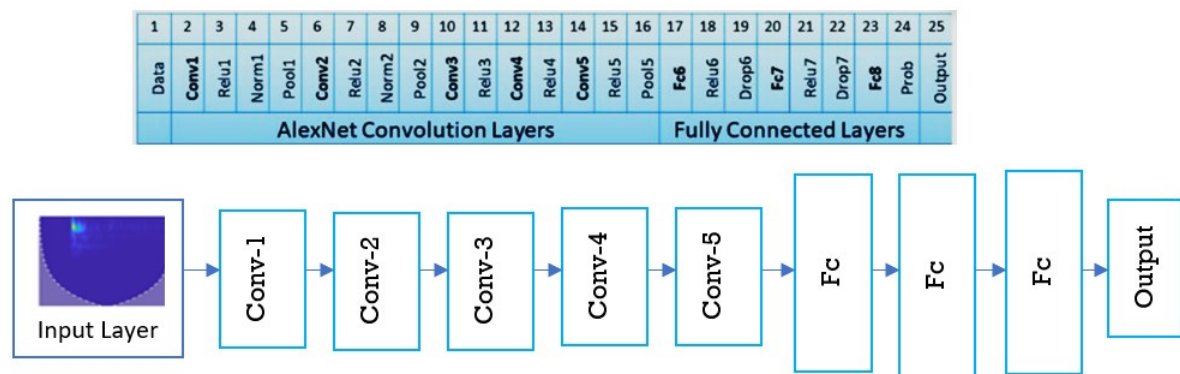 1 2 3 4 5 6 7 8 9 10 11 12 13 14 15 16 17 18 19 20 21 22 23 24 25
Data Conv1 Relu1 Norm1 Pool1 Conv2 Relu2 Norm2 Pool2 Conv3 Relu3 Conv4 Relu4 Conv5 Relu5 Pool5 Fc6 Relu6 Drop6 Fc7 Relu7 Drop7 Fc8 Prob Output
AlexNet Convolution Layers Fully Connected Layers
Input Layer
Conv-1
Conv-2
Conv-3
Conv-4
Conv-5
Fc
Fc
Fc
Output